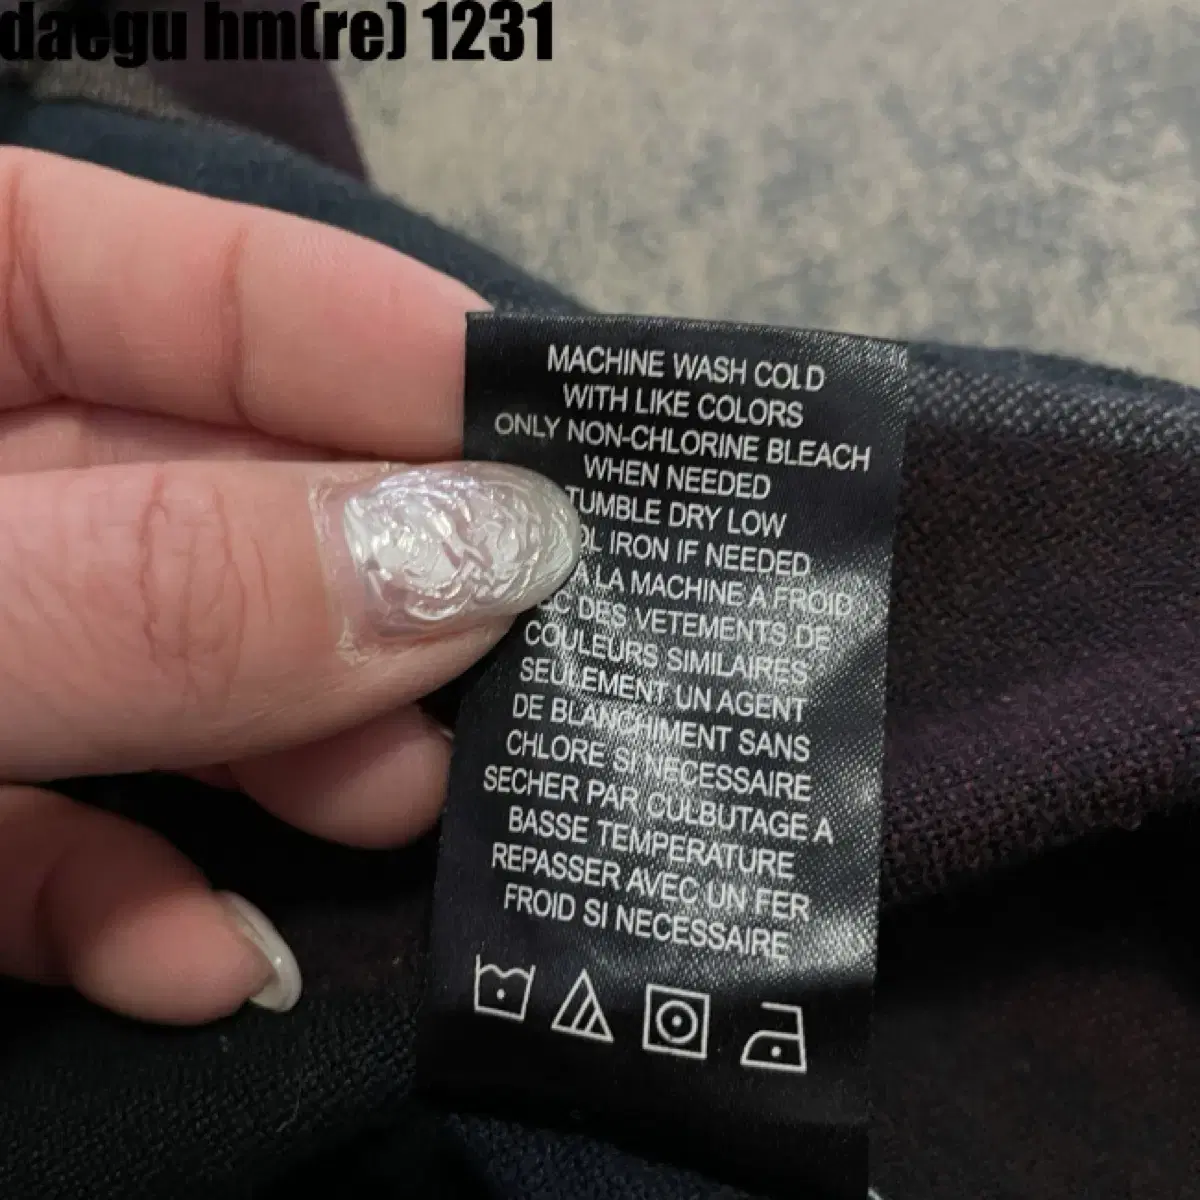 daegu hm(re) 1231
MACHINE WASH COLD
WITH LIKE COLORS
ONLY NON-CHLORINE BLEACH
WHEN NEEDED
TUMBLE DRY LOW
IRON IF NEEDED
A LA MACHINE A FROID
DES VETEMENTS DE
COULEURS SIMILAIRES
SEULEMENT UN AGENT
DE BLANCHIMENT SANS
CHLORE SI NECESSAIRE
SECHER PAR CULBUTAGE A
BASSE TEMPERATURE
REPASSER AVEC UN FER
FROID SI NECESSAIRE